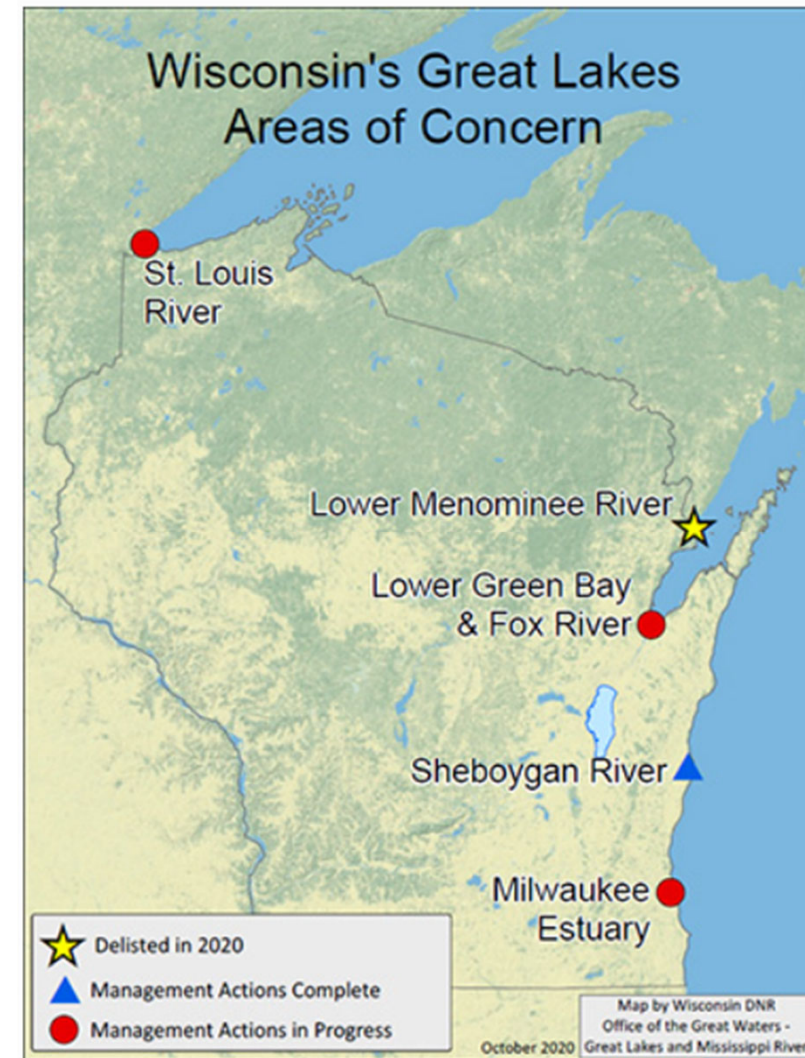 Wisconsin's Great Lakes
Areas of Concern
St. Louis
River
Lower Menominee River
Lower Green Bay
& Fox River
Sheboygan River
Milwaukee
Estuary
Delisted in 2020
Management Actions Complete
Management Actions in Progress
October 2020
Map by Wisconsin DNR
Office of the Great Waters -
Great Lakes and Mississippi River